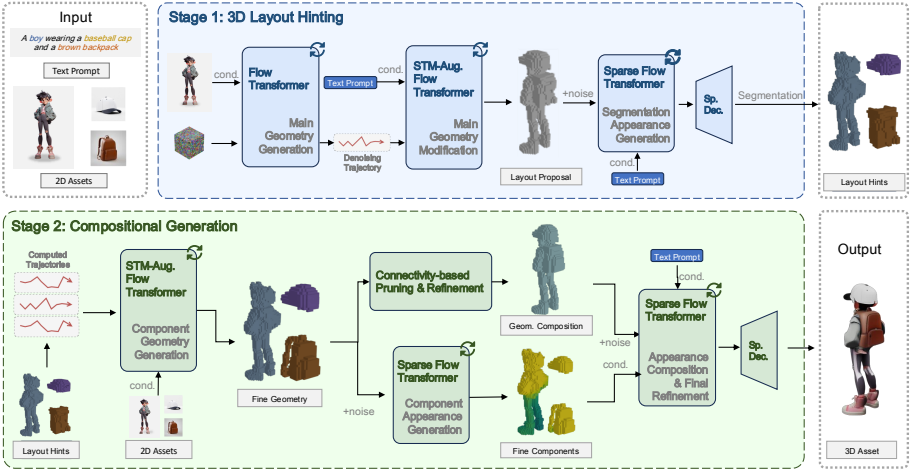 Input
A boy wearing a baseball cap
and a brown backpack
Text Prompt
2D Assets
Stage 1: 3D Layout Hinting
cond.
Flow
Transformer
Main
Geometry
Generation
Text Prompt
cond.
Denoising
Trajectory
STM-Aug.
Flow
Transformer
Main
Geometry
Modification
Layout Proposal
+noise
Sparse Flow
Transformer
Segmentation
Appearance
Generation
cond.
Text Prompt
Sp.
Dec.
Segmentation
Layout Hints
Stage 2: Compositional Generation
Computed
Trajectories
Layout Hints
STM-Aug.
Flow
Transformer
Component
Geometry
Generation
cond.
2D Assets
Fine Geometry
Connectivity-based
Pruning & Refinement
+noise
Sparse Flow
Transformer
Component
Appearance
Generation
Geom. Composition
Fine Components
+noise
cond.
Text Prompt
cond.
Sparse Flow
Transformer
Appearance
Composition
& Final
Refinement
Sp.
Dec.
Output
3D Asset